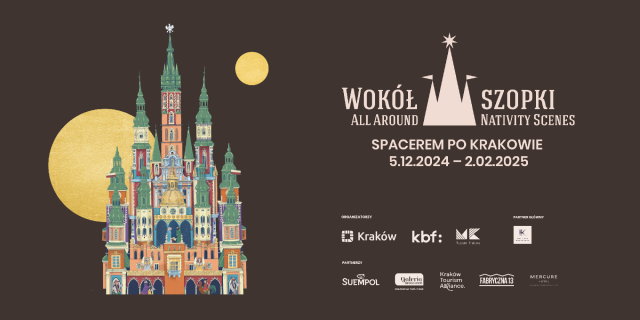 WOKÓŁ SZOPKI
ALL AROUND NATIVITY SCENES
SPACEREM PO KRAKOWIE
5.12.2024 – 2.02.2025
ORGANIZATORZY
PARTNER GŁÓWNY
Kraków
kbf:
MK
PARTNERZY
SUEMPOL
Galeria
Kraków
Tourism
Alliance.
FABRYCZNA 13
MERCURE